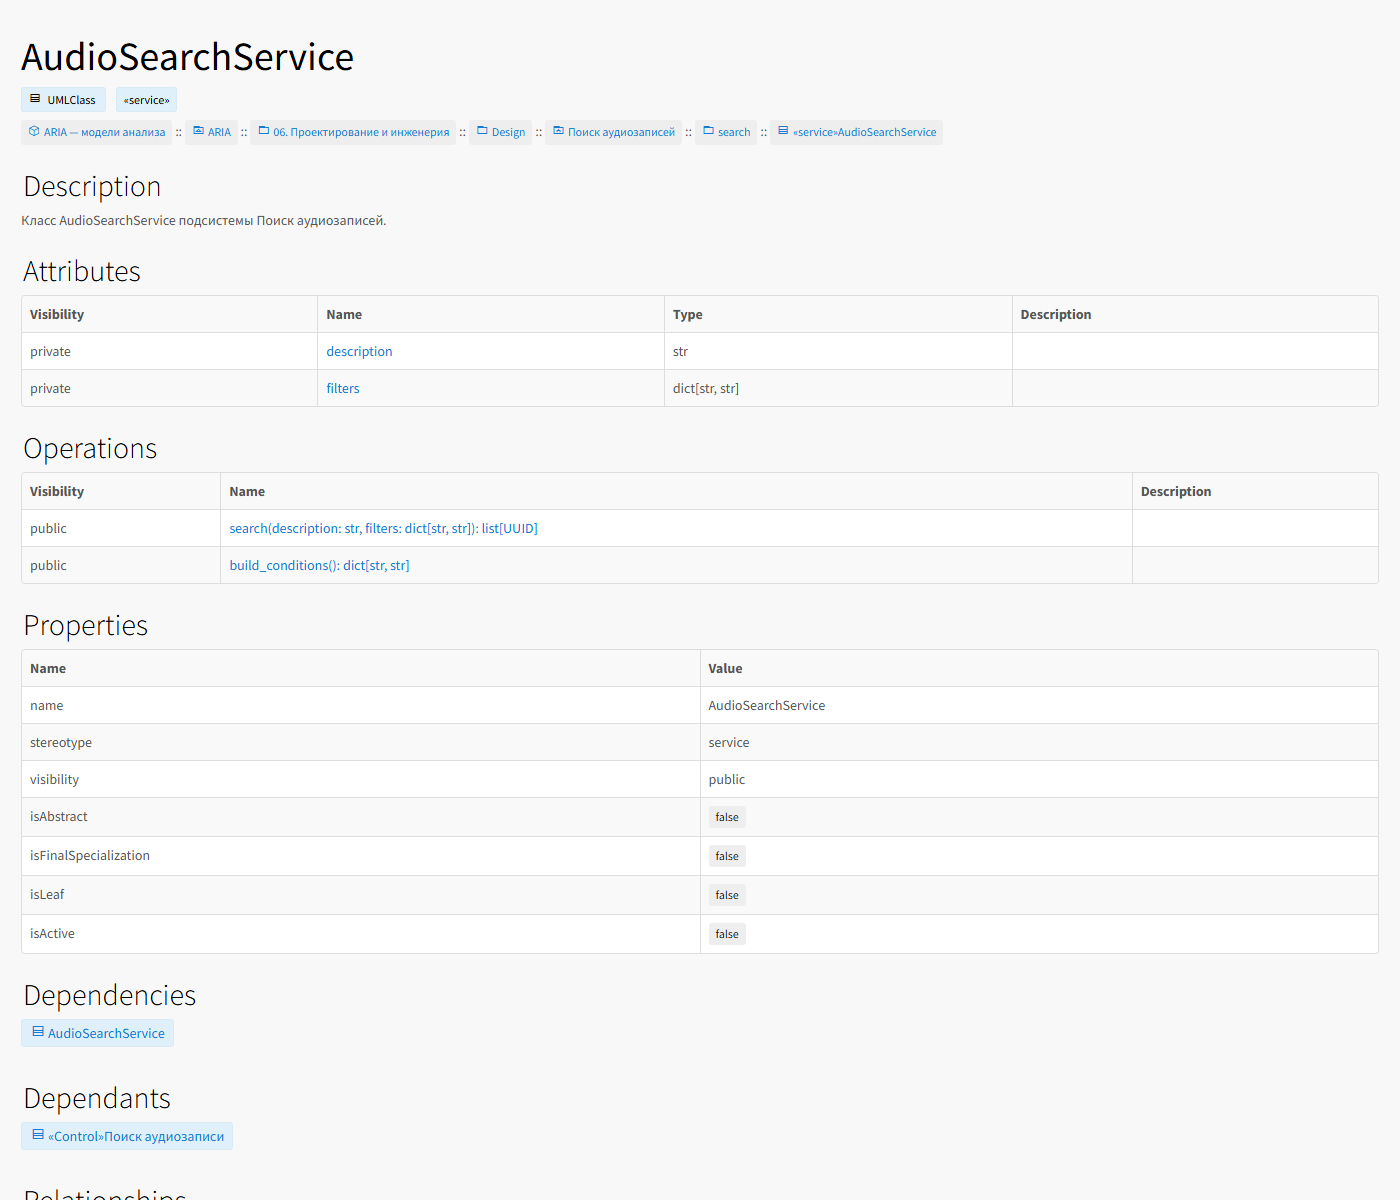 AudioSearchService
UMLClass «service»
ARIA — модели анализа :: ARIA :: 06. Проектирование и инженерия :: Design :: Поиск аудиозаписей :: search :: «service»AudioSearchService
Description
Класс AudioSearchService подсистемы Поиск аудиозаписей.
Attributes
Visibility Name Type Description
private description str
private filters dict[str, str]
Operations
Visibility Name Description
public search(description: str, filters: dict[str, str]): list[UUID]
public build_conditions(): dict[str, str]
Properties
Name Value
name AudioSearchService
stereotype service
visibility public
isAbstract false
isFinalSpecialization false
isLeaf false
isActive false
Dependencies
AudioSearchService
Dependants
«Control»Поиск аудиозаписи
Relationships